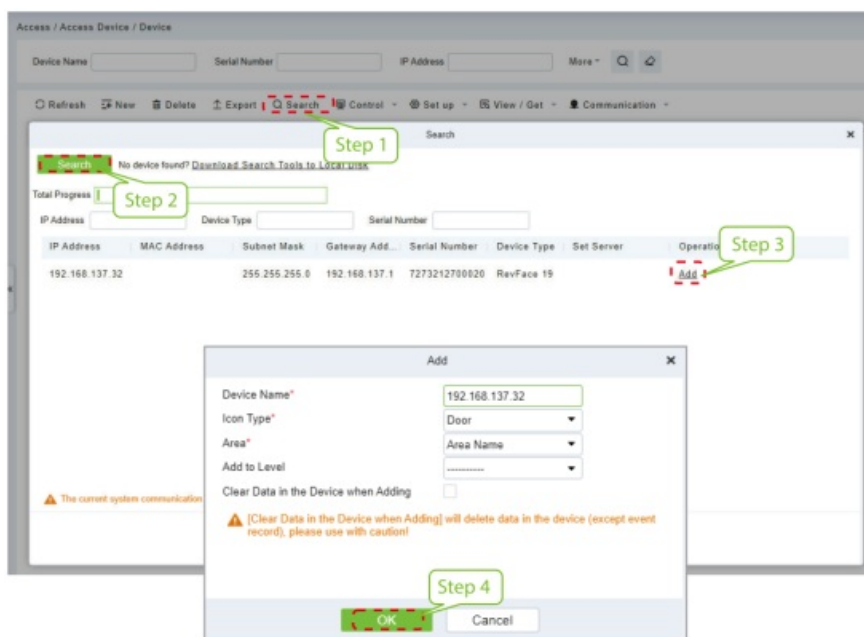 Access / Access Device / Device
Device Name Serial Number IP Address More
Refresh New Delete Export Search Control Set up View / Get Communication
Step 1
Search
Search No device found? Download Search Tools to Local Disk
Step 2
Total Progress
IP Address Device Type Serial Number
IP Address MAC Address Subnet Mask Gateway Add... Serial Number Device Type Set Server Operatio
Step 3
192.168.137.32 255.255.255.0 192.168.137.1 7273212700020 RevFace 19 Add
Add
Device Name* 192.168.137.32
Icon Type* Door
Area* Area Name
Add to Level ----------
Clear Data in the Device when Adding
The current system communication
[Clear Data in the Device when Adding] will delete data in the device (except event
record), please use with caution!
Step 4
OK Cancel